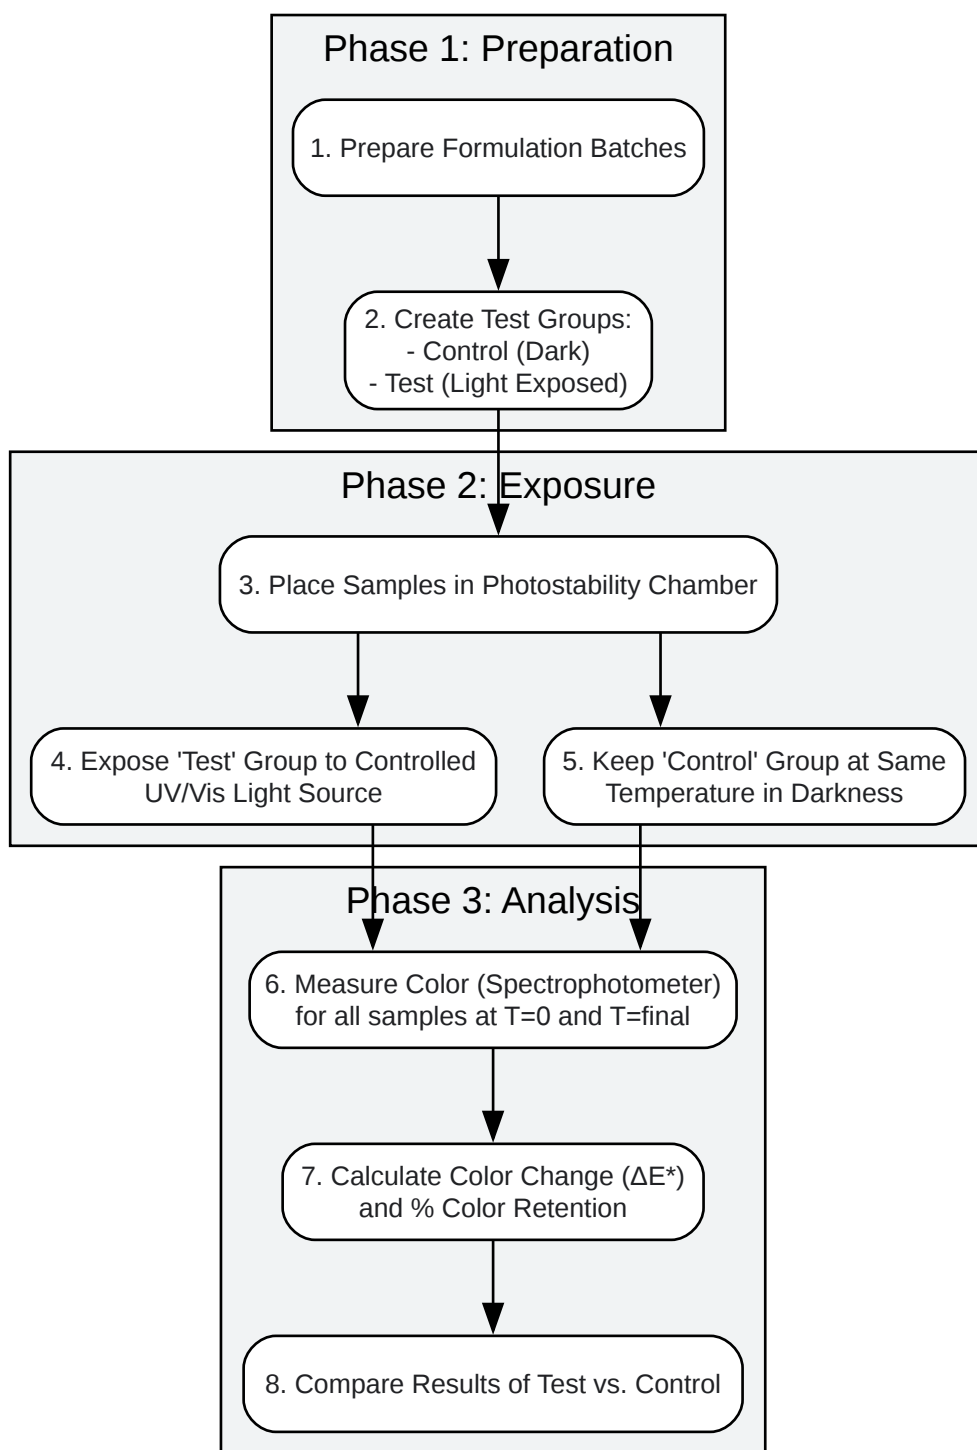 Phase 1: Preparation
1. Prepare Formulation Batches
2. Create Test Groups:
- Control (Dark)
- Test (Light Exposed)
Phase 2: Exposure
3. Place Samples in Photostability Chamber
4. Expose 'Test' Group to Controlled
UV/Vis Light Source
5. Keep 'Control' Group at Same
Temperature in Darkness
Phase 3: Analysis
6. Measure Color (Spectrophotometer)
for all samples at T=0 and T=final
7. Calculate Color Change (ΔE*)
and % Color Retention
8. Compare Results of Test vs. Control